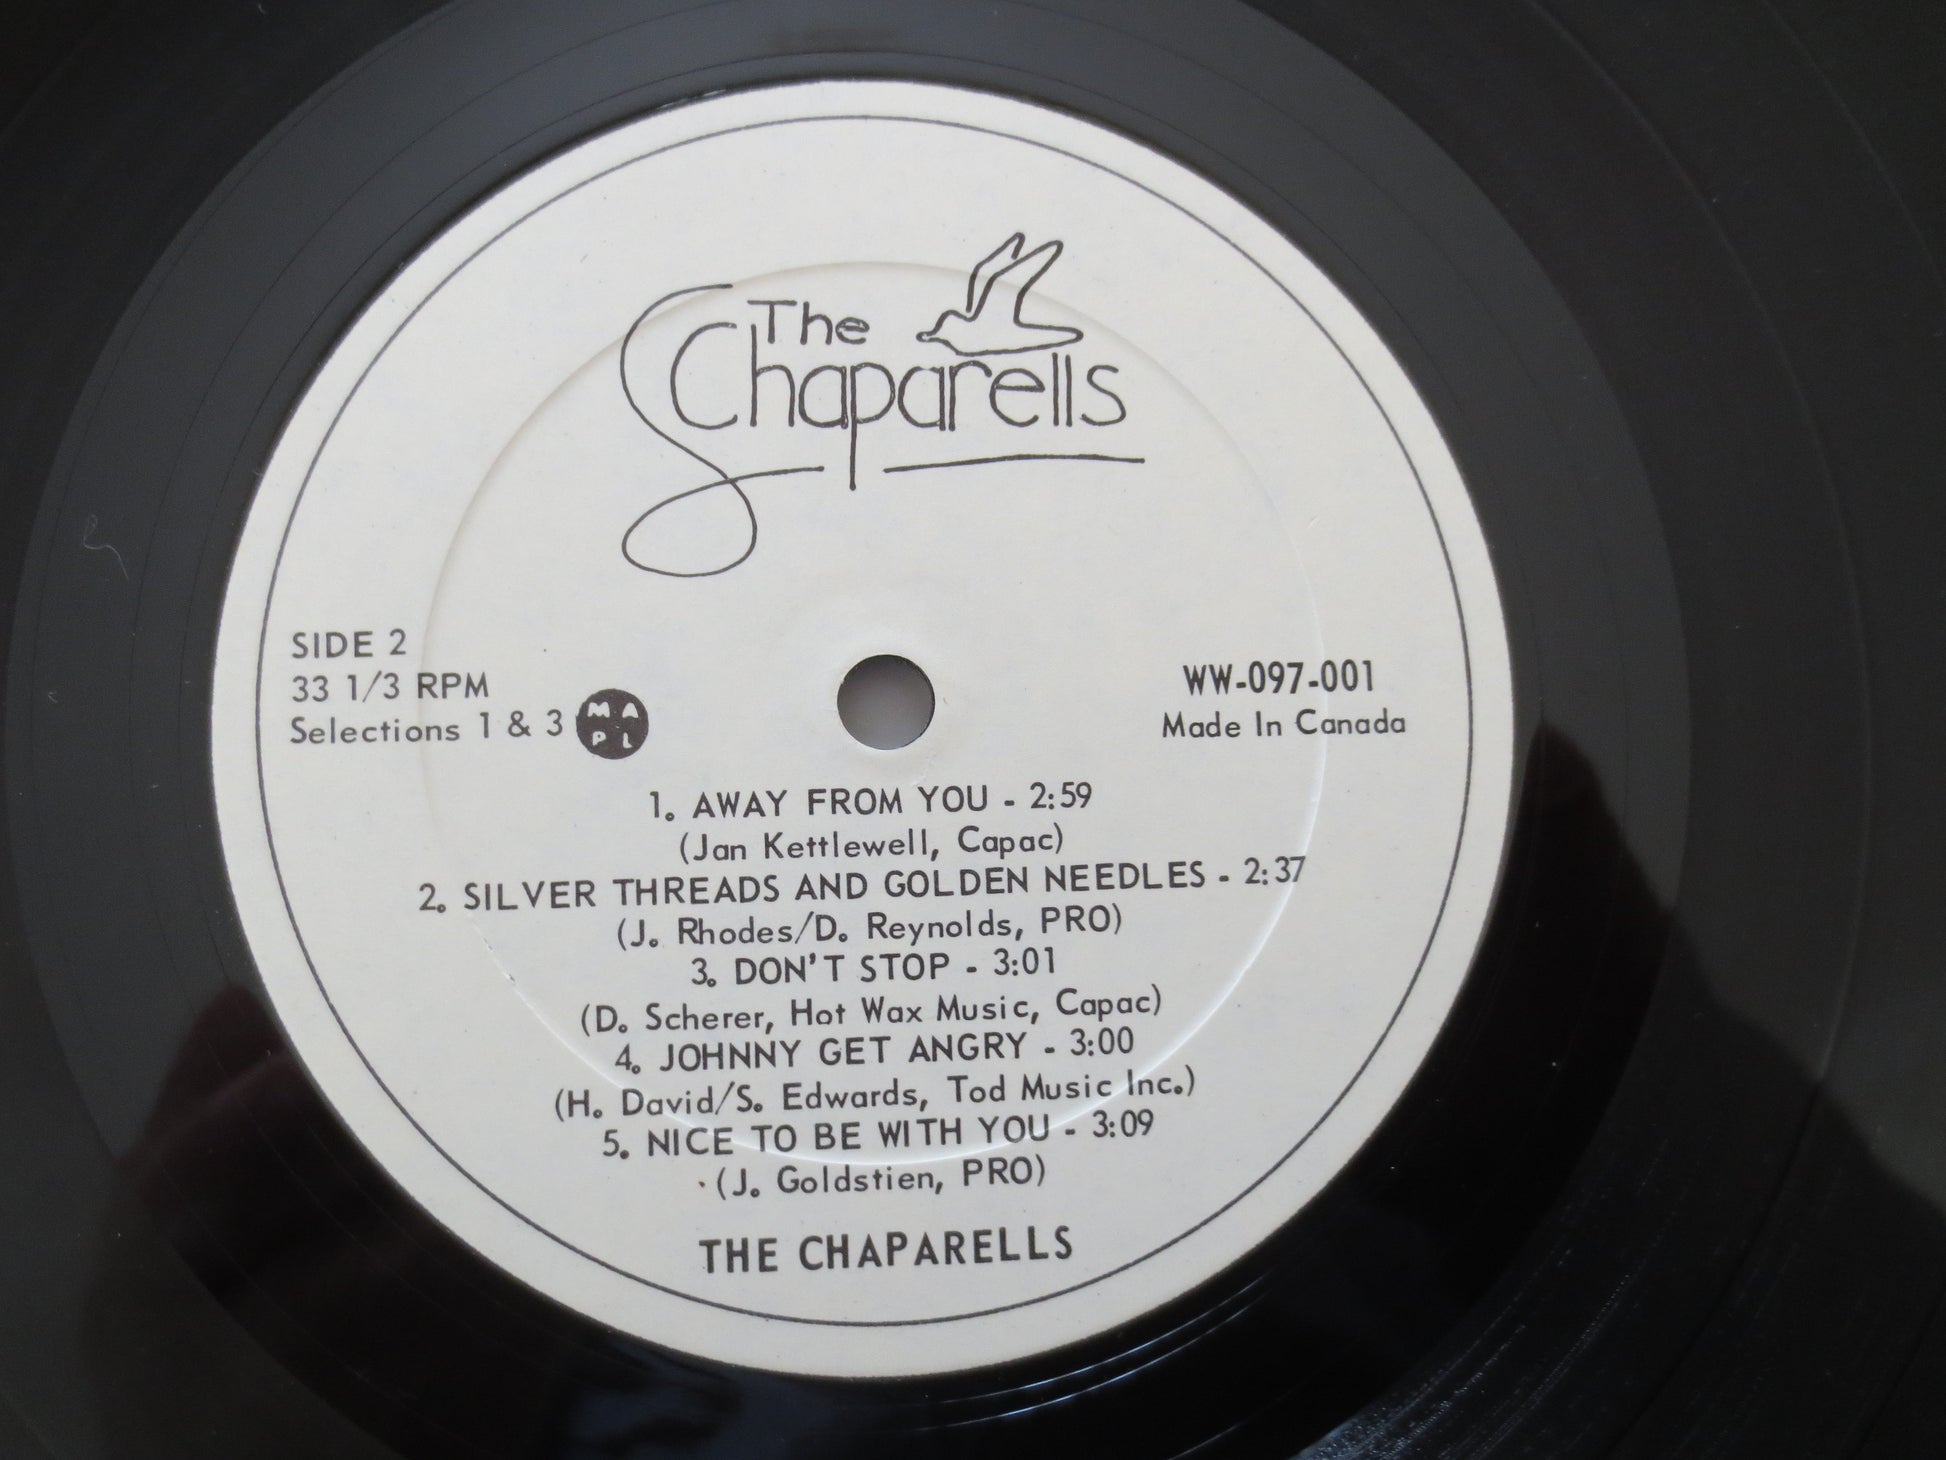 The
Chaparells
SIDE 2
33 1/3 RPM
Selections 1 & 3 MAPL
WW-097-001
Made In Canada
1. AWAY FROM YOU - 2:59
(Jan Kettlewell, Capac)
2. SILVER THREADS AND GOLDEN NEEDLES - 2:37
(J. Rhodes/D. Reynolds, PRO)
3. DON'T STOP - 3:01
(D. Scherer, Hot Wax Music, Capac)
4. JOHNNY GET ANGRY - 3:00
(H. David/S. Edwards, Tod Music Inc.)
5. NICE TO BE WITH YOU - 3:09
(J. Goldstien, PRO)
THE CHAPARELLS